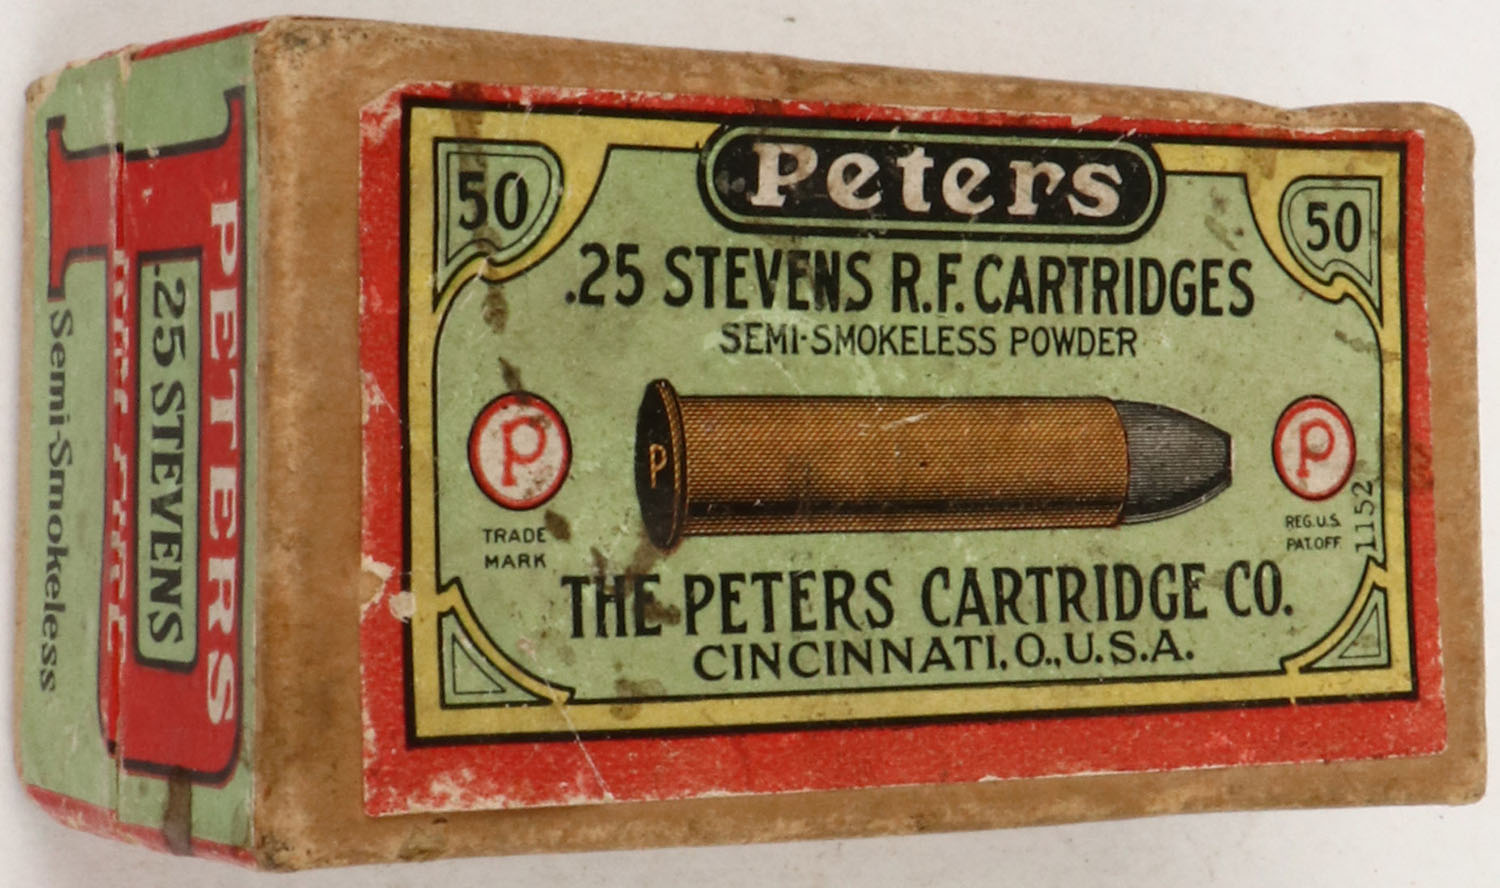 Peters
50
50
.25 STEVENS R.F. CARTRIDGES
SEMI-SMOKELESS POWDER
P
P
P
TRADE
MARK
REG.U.S.
PAT.OFF.
1152
THE PETERS CARTRIDGE CO.
CINCINNATI, O., U.S.A.
PETERS
.25 STEVENS
Semi-Smokeless